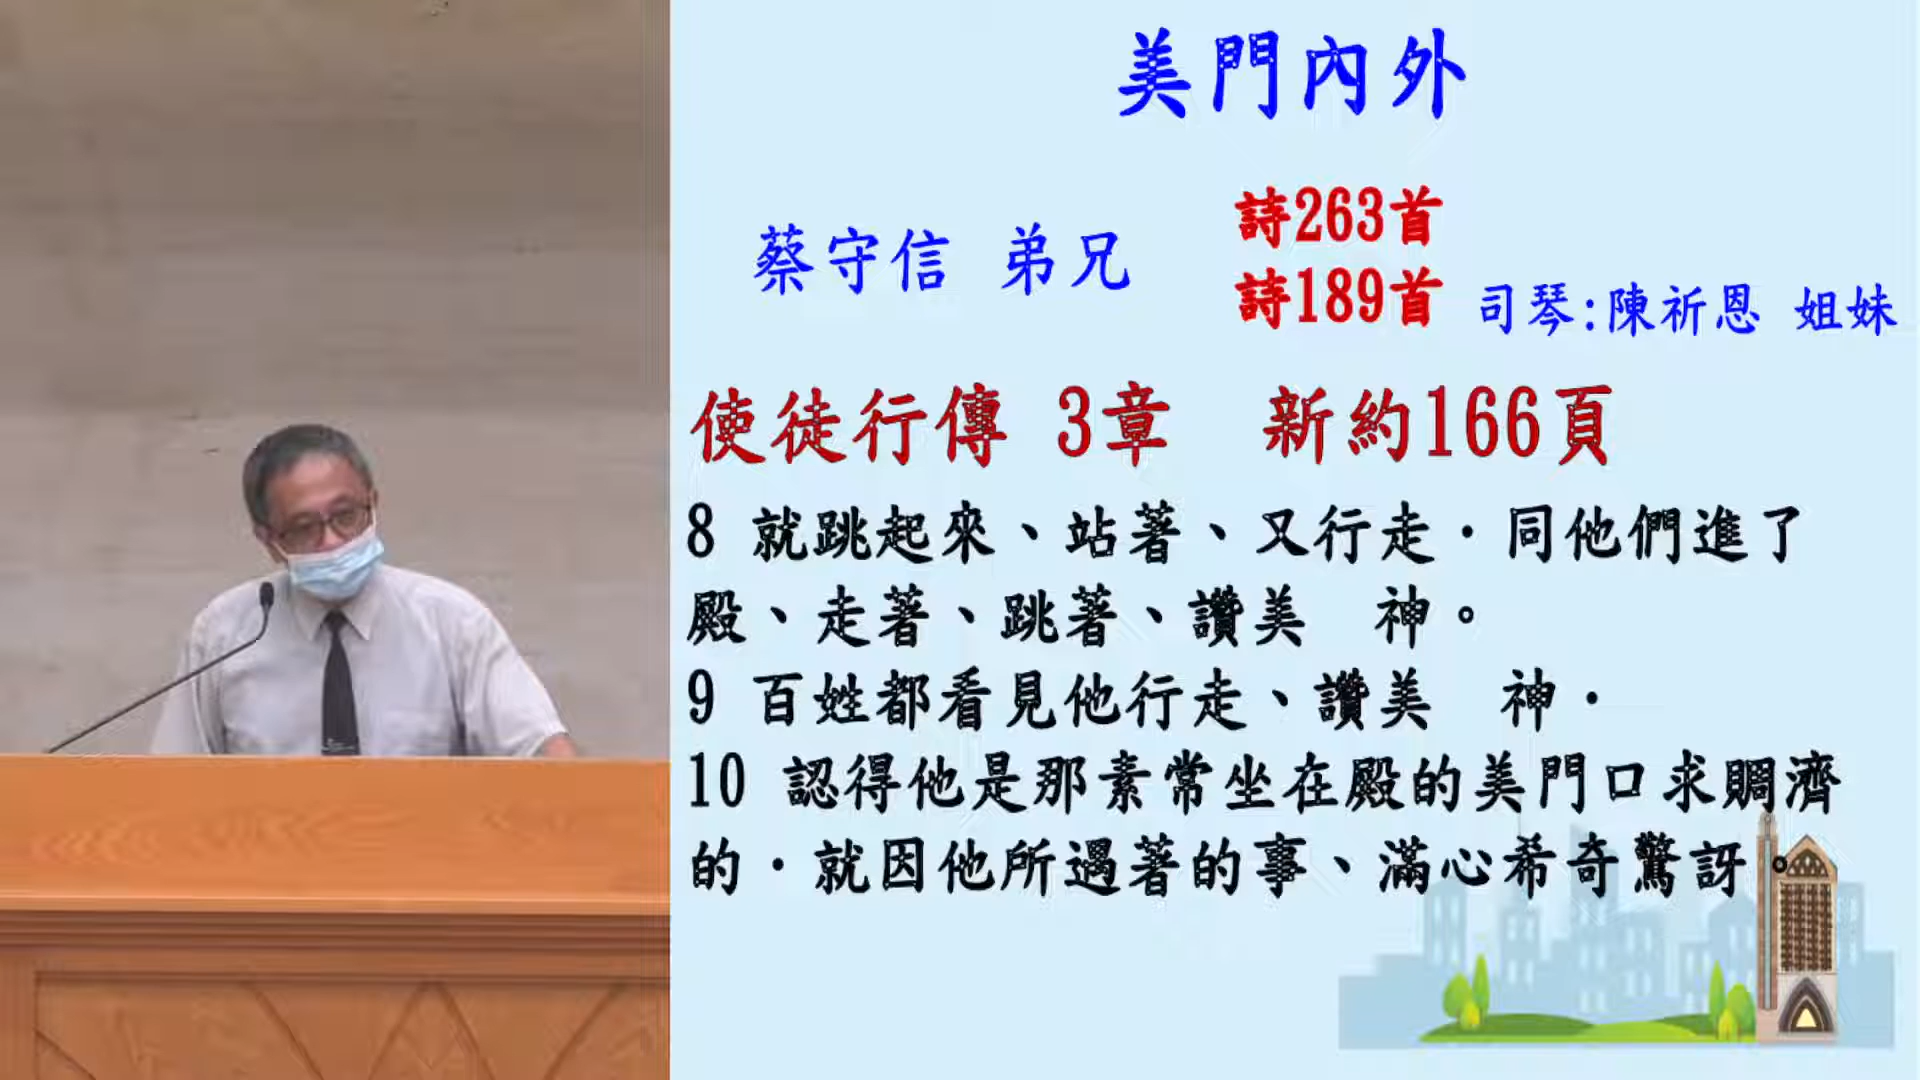 美門內外
蔡守信 弟兄
詩263首
詩189首
司琴:陳祈恩 姐妹
使徒行傳 3章 新約166頁
8 就跳起來、站著、又行走．同他們進了
殿、走著、跳著、讚美　神。
9 百姓都看見他行走、讚美　神．
10 認得他是那素常坐在殿的美門口求賙濟
的．就因他所遇著的事、滿心希奇驚訝。